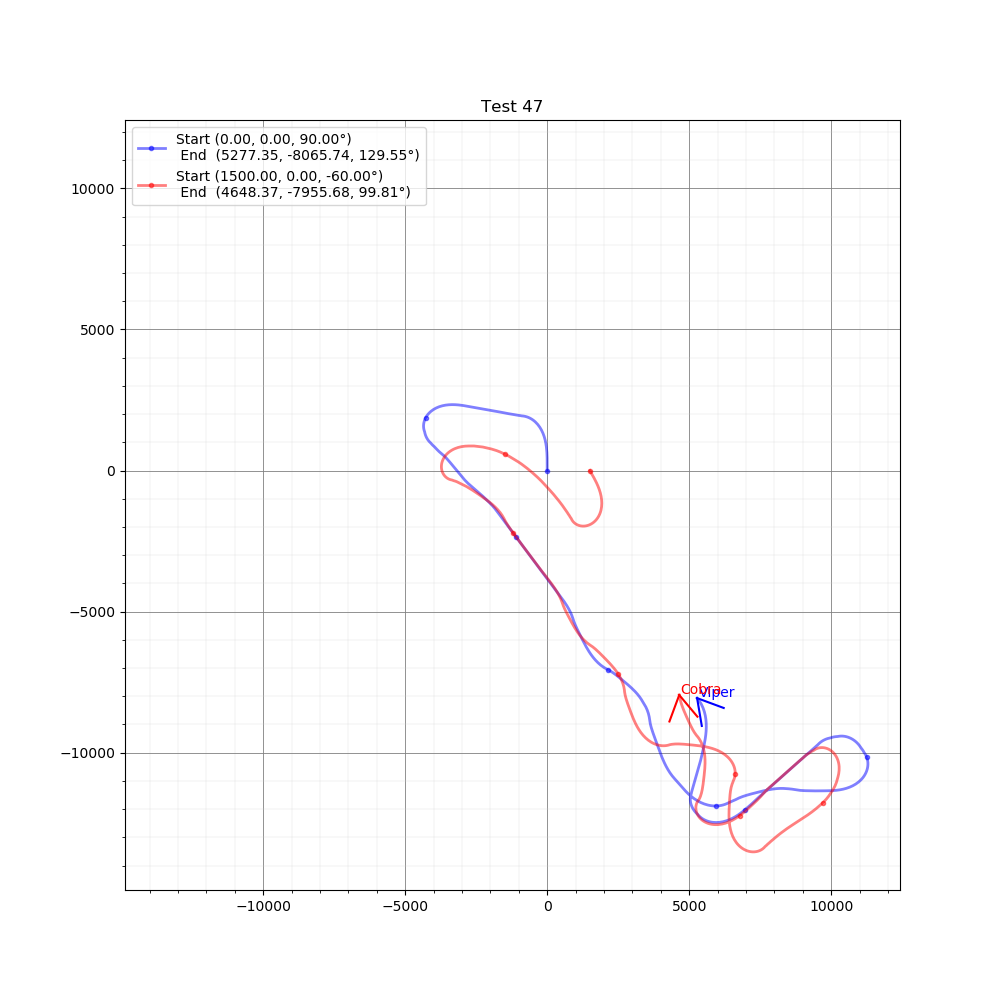 Test 47
Start (0.00, 0.00, 90.00°)
End (5277.35, -8065.74, 129.55°)
Start (1500.00, 0.00, -60.00°)
End (4648.37, -7955.68, 99.81°)
10000
5000
0
−5000
−10000
Cobra
Viper
−10000
−5000
0
5000
10000